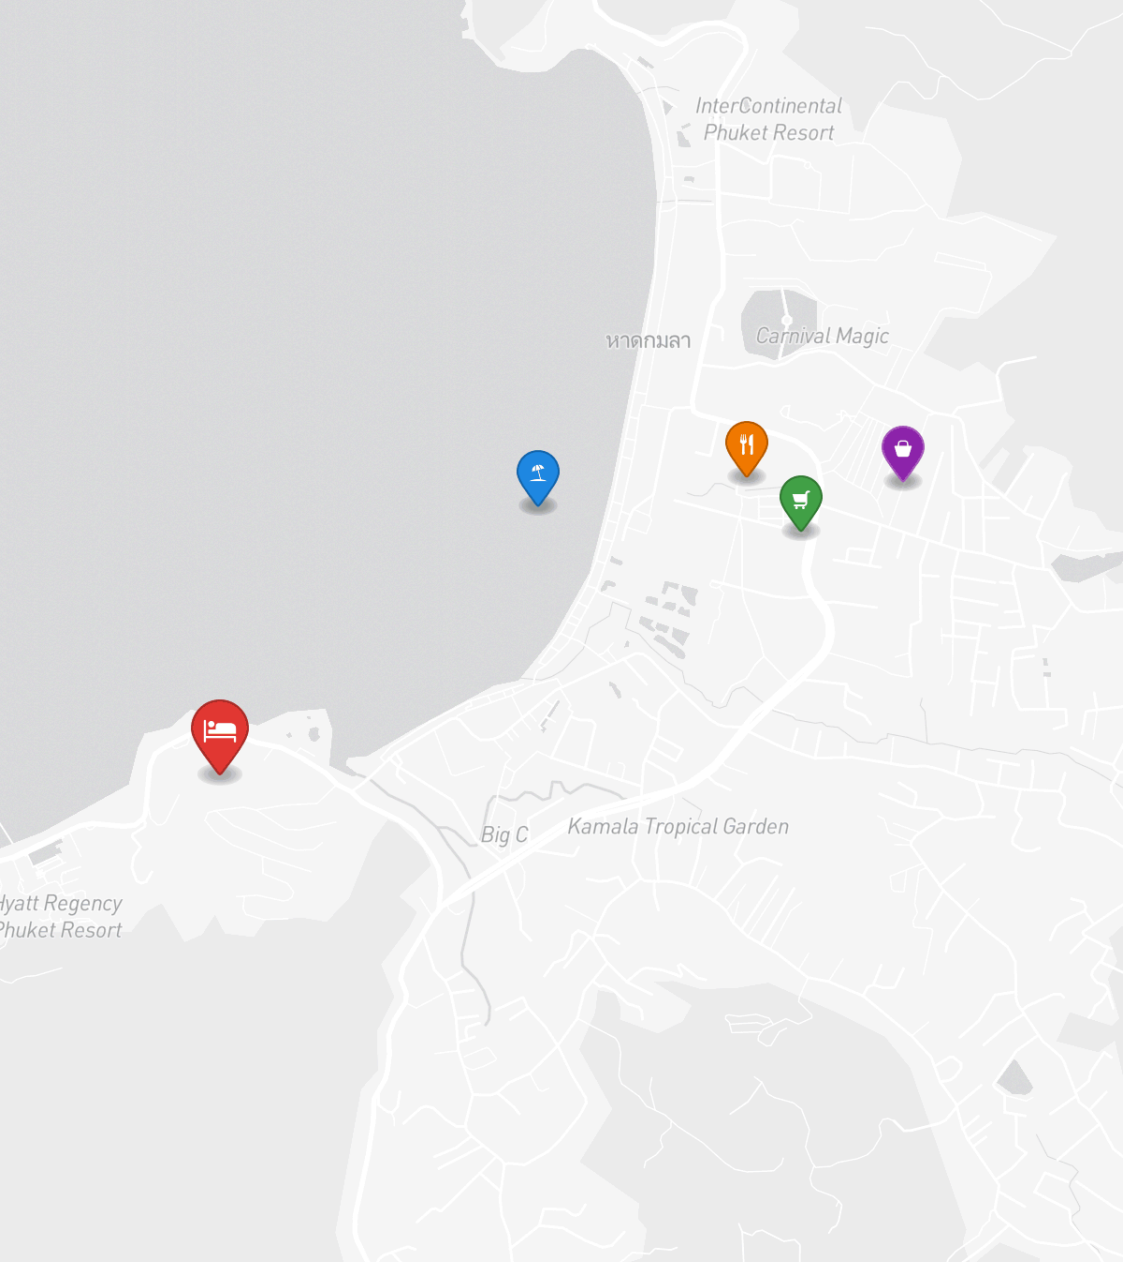 InterContinental
Phuket Resort
หาดกมลา
Carnival Magic
Big C
Kamala Tropical Garden
Hyatt Regency
Phuket Resort